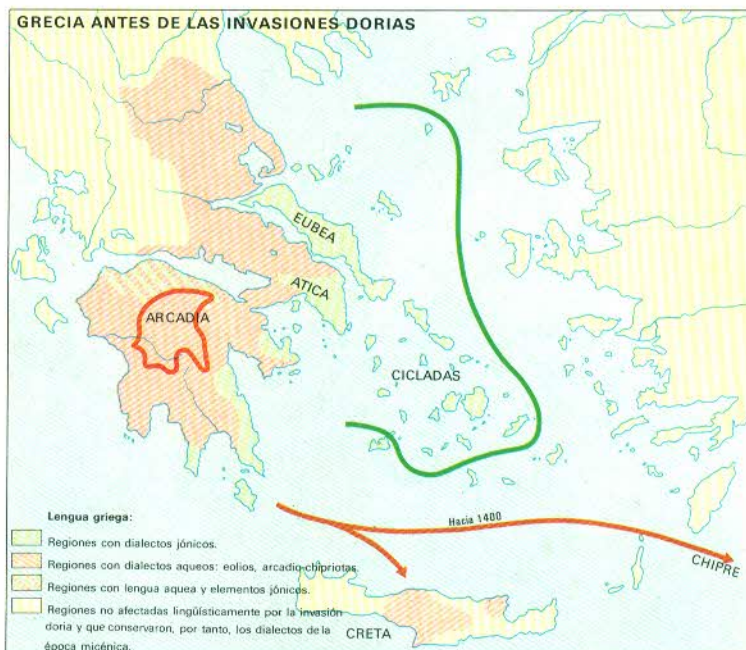 GRECIA ANTES DE LAS INVASIONES DORIAS
EUBEA
ATICA
ARCADIA
CICLADAS
Hacia 1400
CHIPRE
CRETA
Lengua griega:
Regiones con dialectos jónicos.
Regiones con dialectos aqueos: eolios, arcadio-chipriotas.
Regiones con lengua aquea y elementos jónicos.
Regiones no afectadas lingüísticamente por la invasión
doria y que conservaron, por tanto, los dialectos de la
época micénica.